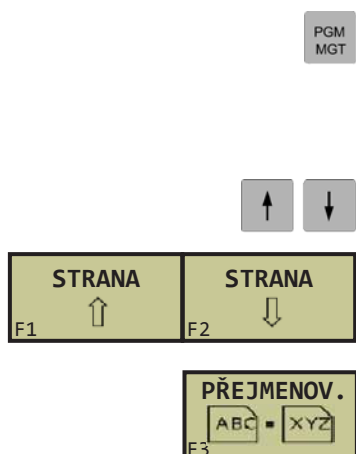 PGM
MGT
STRANA STRANA
F1 F2
PŘEJMENOV.
ABC XYZ
F3